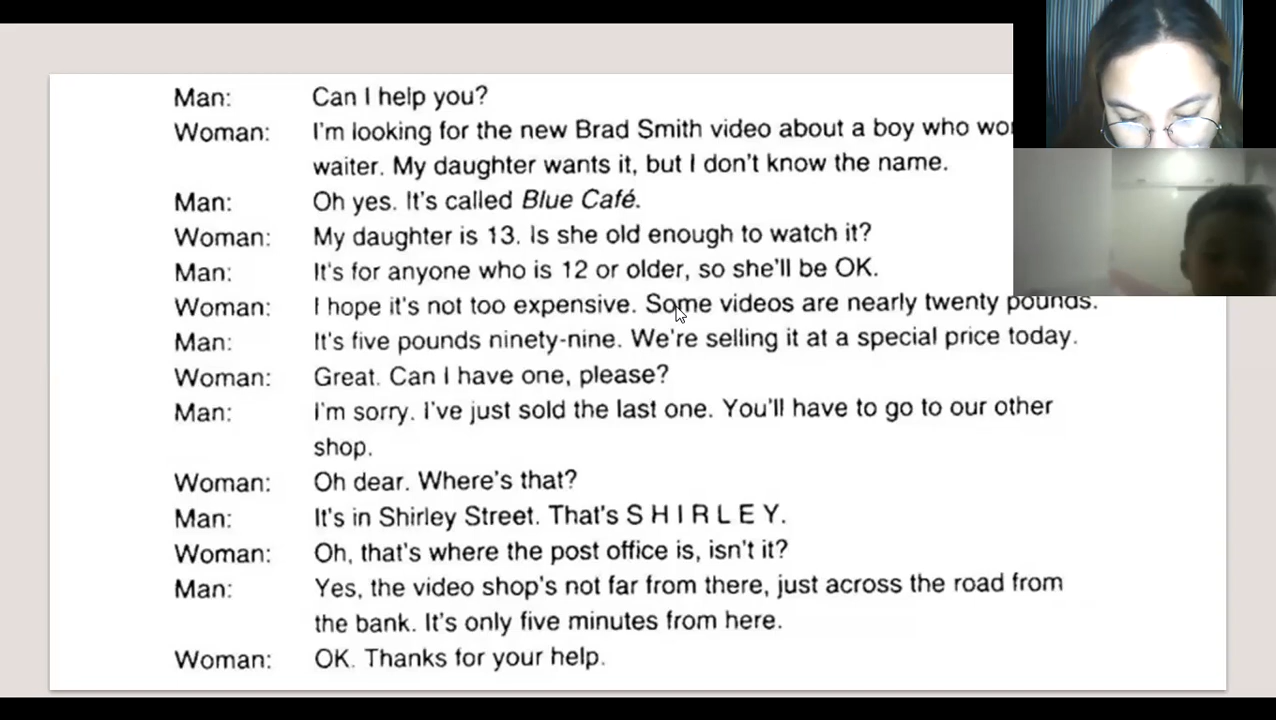 Man: Can I help you?
Woman: I'm looking for the new Brad Smith video about a boy who
waiter. My daughter wants it, but I don't know the name.
Man: Oh yes. It's called Blue Café.
Woman: My daughter is 13. Is she old enough to watch it?
Man: It's for anyone who is 12 or older, so she'll be OK.
Woman: I hope it's not too expensive. Some videos are nearly twenty pounds.
Man: It's five pounds ninety-nine. We're selling it at a special price today.
Woman: Great. Can I have one, please?
Man: I'm sorry. I've just sold the last one. You'll have to go to our other
shop.
Woman: Oh dear. Where's that?
Man: It's in Shirley Street. That's S H I R L E Y.
Woman: Oh, that's where the post office is, isn't it?
Man: Yes, the video shop's not far from there, just across the road from
the bank. It's only five minutes from here.
Woman: OK. Thanks for your help.